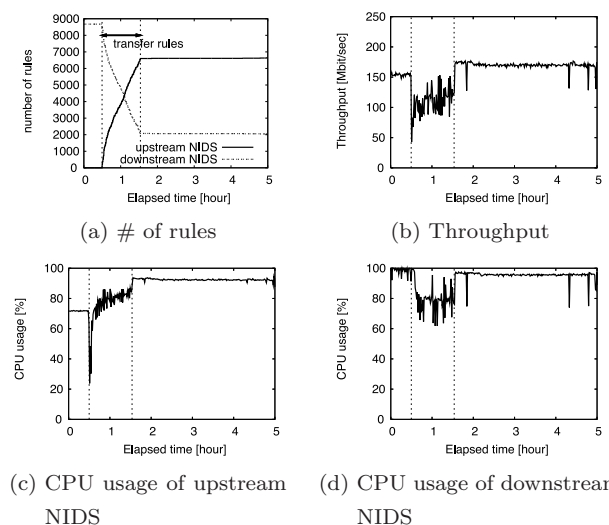 9000
8000
7000
6000
5000
4000
3000
2000
1000
0
number of rules
transfer rules
upstream NIDS
downstream NIDS
0 1 2 3 4 5
Elapsed time [hour]
(a) # of rules
250
200
150
100
50
0
Throughput [Mbit/sec]
0 1 2 3 4 5
Elapsed time [hour]
(b) Throughput
100
80
60
40
20
0
CPU usage [%]
0 1 2 3 4 5
Elapsed time [hour]
(c) CPU usage of upstream
NIDS
100
80
60
40
20
0
CPU usage [%]
0 1 2 3 4 5
Elapsed time [hour]
(d) CPU usage of downstream
NIDS